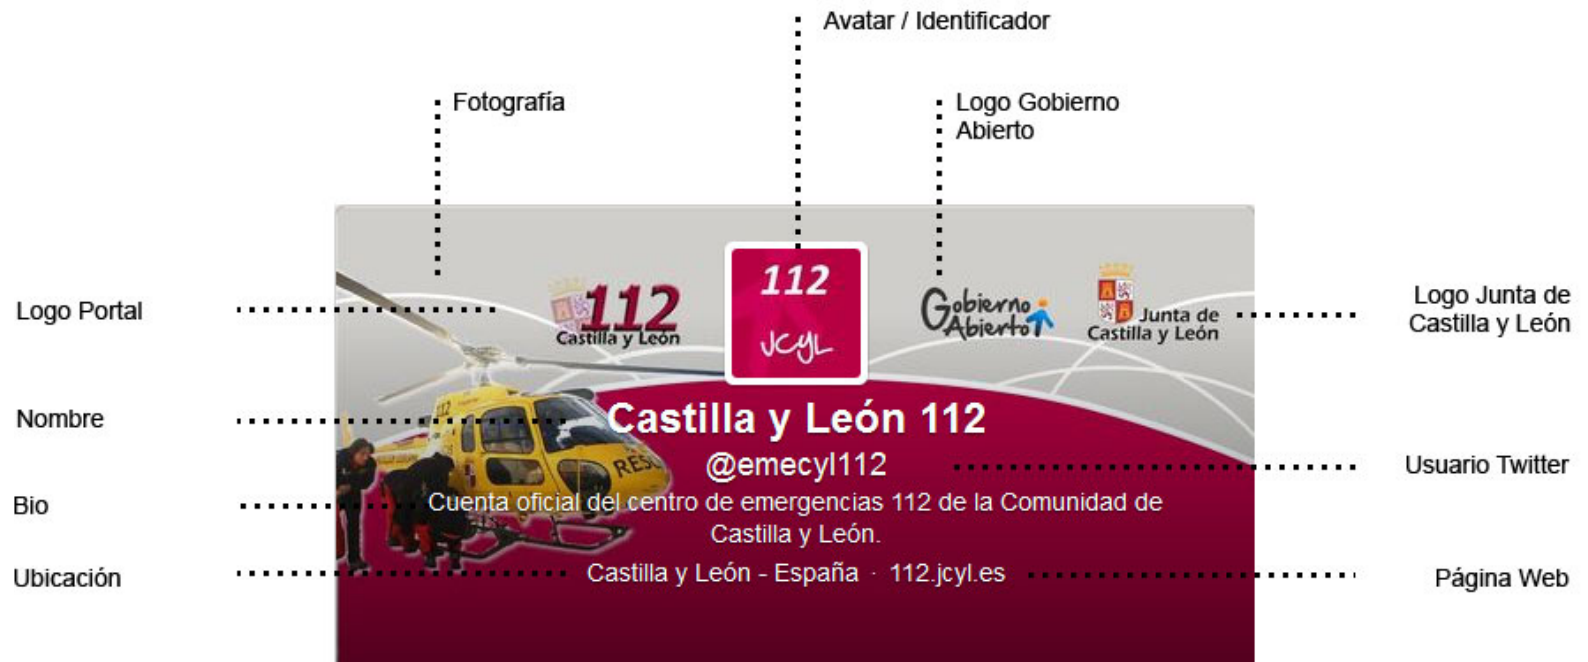 Avatar / Identificador
Fotografía
Logo Gobierno
Abierto
Logo Portal
112
Castilla y León
112
JCYL
Gobierno
Abierto
Junta de
Castilla y León
Logo Junta de
Castilla y León
Nombre
112
Castilla y León 112
@emecyl112
Usuario Twitter
Bio
Cuenta oficial del centro de emergencias 112 de la Comunidad de
Castilla y León.
Ubicación
Castilla y León - España · 112.jcyl.es
Página Web